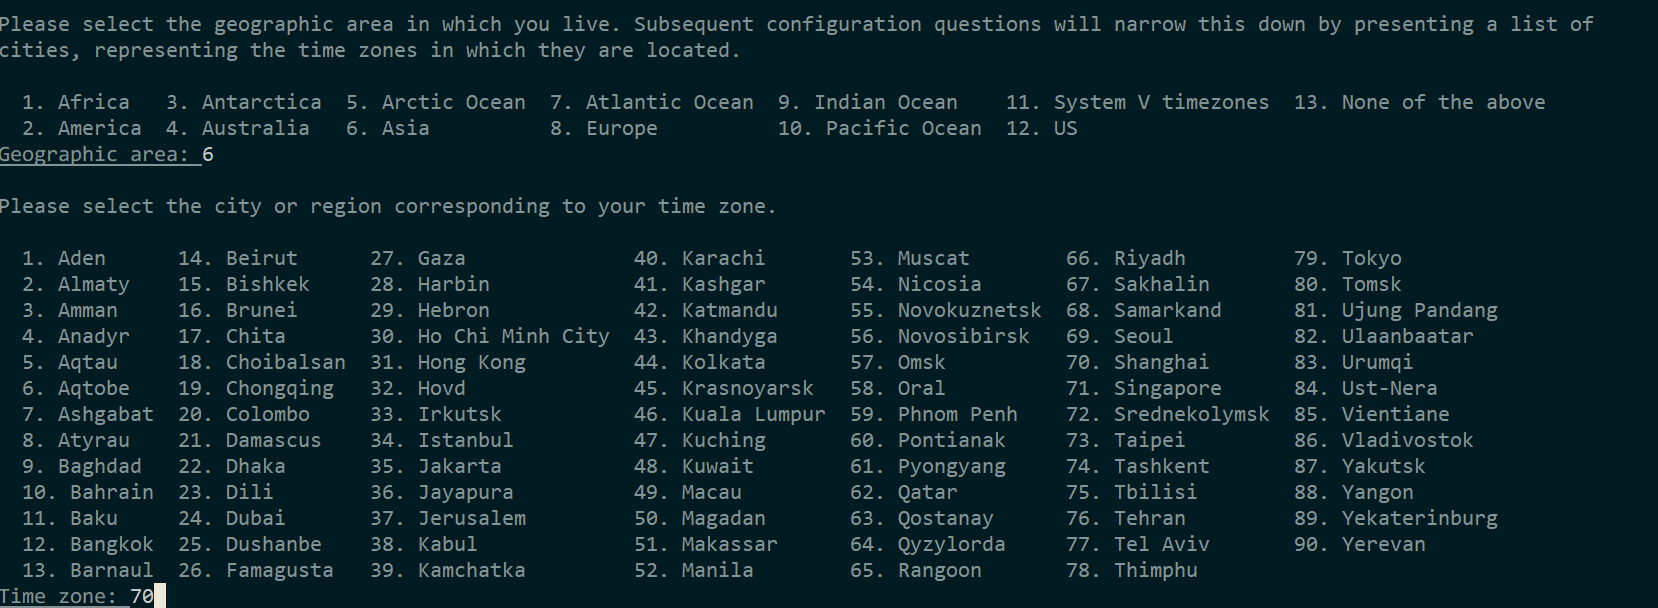 Please select the geographic area in which you live. Subsequent configuration questions will narrow this down by presenting a list of
cities, representing the time zones in which they are located.
1. Africa 3. Antarctica 5. Arctic Ocean 7. Atlantic Ocean 9. Indian Ocean 11. System V timezones 13. None of the above
2. America 4. Australia 6. Asia 8. Europe 10. Pacific Ocean 12. US
Geographic area: 6
Please select the city or region corresponding to your time zone.
1. Aden 14. Beirut 27. Gaza 40. Karachi 53. Muscat 66. Riyadh 79. Tokyo
2. Almaty 15. Bishkek 28. Harbin 41. Kashgar 54. Nicosia 67. Sakhalin 80. Tomsk
3. Amman 16. Brunei 29. Hebron 42. Katmandu 55. Novokuznetsk 68. Samarkand 81. Ujung Pandang
4. Anadyr 17. Chita 30. Ho Chi Minh City 43. Khandyga 56. Novosibirsk 69. Seoul 82. Ulaanbaatar
5. Aqtau 18. Choibalsan 31. Hong Kong 44. Kolkata 57. Omsk 70. Shanghai 83. Urumqi
6. Aqtobe 19. Chongqing 32. Hovd 45. Krasnoyarsk 58. Oral 71. Singapore 84. Ust-Nera
7. Ashgabat 20. Colombo 33. Irkutsk 46. Kuala Lumpur 59. Phnom Penh 72. Srednekolymsk 85. Vientiane
8. Atyrau 21. Damascus 34. Istanbul 47. Kuching 60. Pontianak 73. Taipei 86. Vladivostok
9. Baghdad 22. Dhaka 35. Jakarta 48. Kuwait 61. Pyongyang 74. Tashkent 87. Yakutsk
10. Bahrain 23. Dili 36. Jayapura 49. Macau 62. Qatar 75. Tbilisi 88. Yangon
11. Baku 24. Dubai 37. Jerusalem 50. Magadan 63. Qostanay 76. Tehran 89. Yekaterinburg
12. Bangkok 25. Dushanbe 38. Kabul 51. Makassar 64. Qyzylorda 77. Tel Aviv 90. Yerevan
13. Barnaul 26. Famagusta 39. Kamchatka 52. Manila 65. Rangoon 78. Thimphu
Time zone: 70